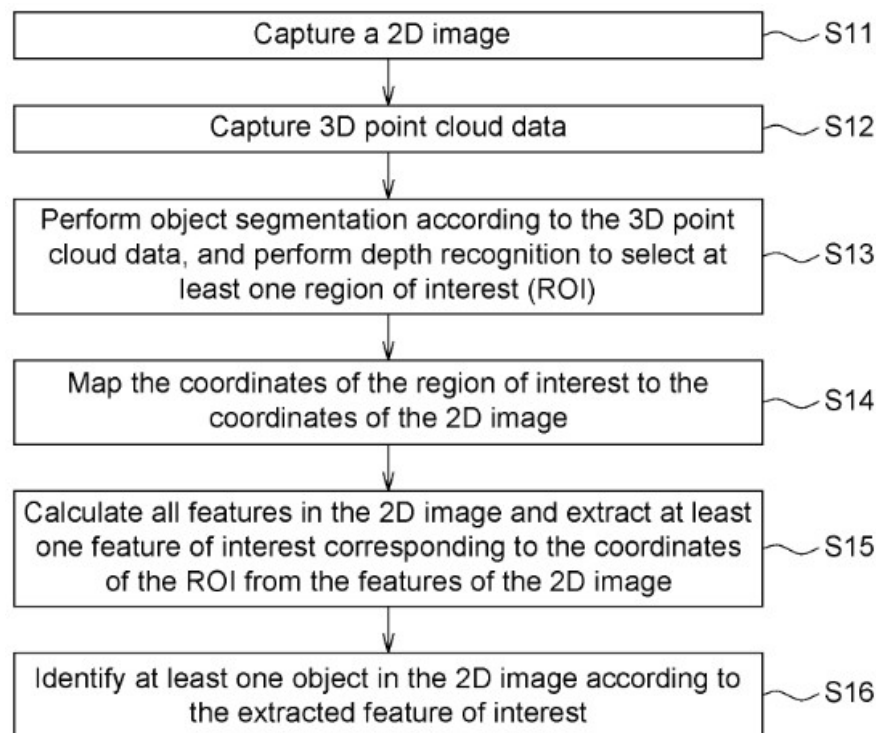 Capture a 2D image
S11
Capture 3D point cloud data
S12
Perform object segmentation according to the 3D point
cloud data, and perform depth recognition to select at
least one region of interest (ROI)
S13
Map the coordinates of the region of interest to the
coordinates of the 2D image
S14
Calculate all features in the 2D image and extract at least
one feature of interest corresponding to the coordinates
of the ROI from the features of the 2D image
S15
Identify at least one object in the 2D image according to
the extracted feature of interest
S16